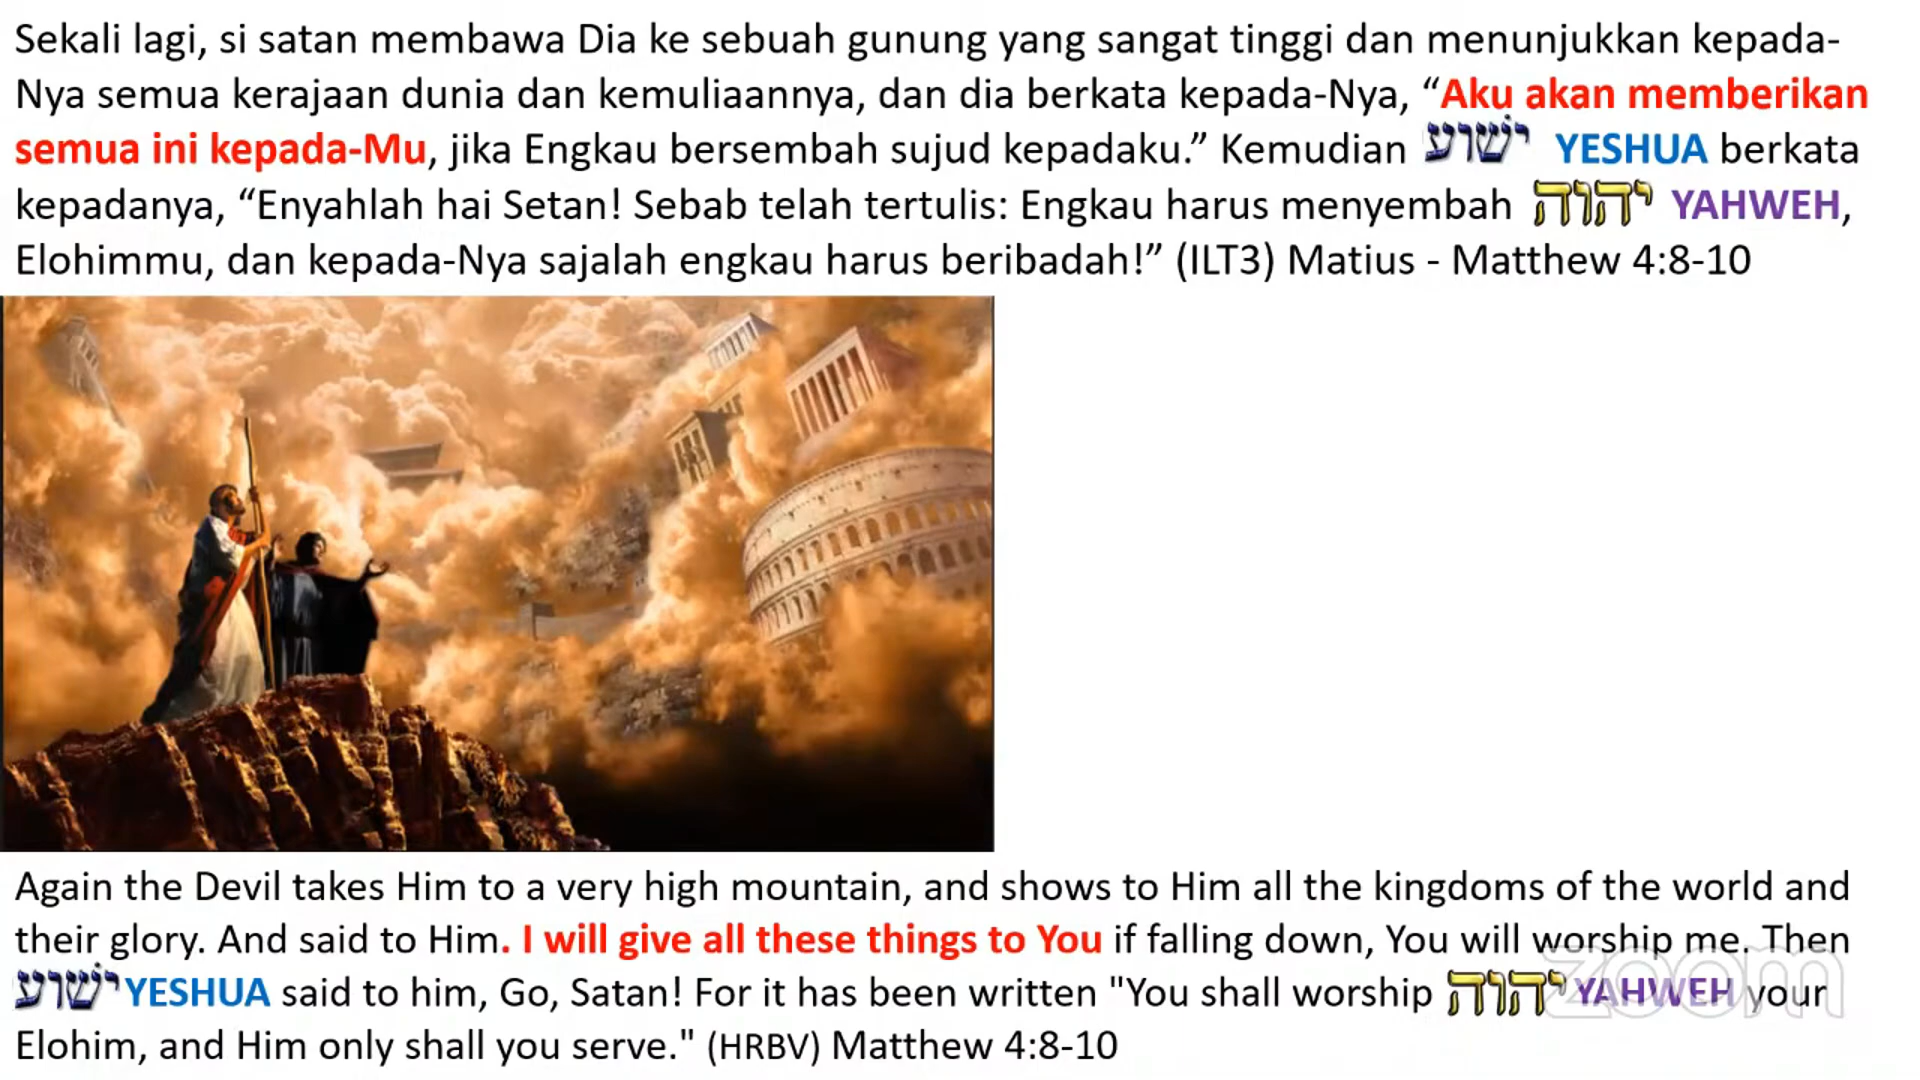 Sekali lagi, si satan membawa Dia ke sebuah gunung yang sangat tinggi dan menunjukkan kepada-
Nya semua kerajaan dunia dan kemuliaannya, dan dia berkata kepada-Nya, “Aku akan memberikan
semua ini kepada-Mu, jika Engkau bersembah sujud kepadaku.” Kemudian ישׁוע YESHUA berkata
kepadanya, “Enyahlah hai Setan! Sebab telah tertulis: Engkau harus menyembah יהוה YAHWEH,
Elohimmu, dan kepada-Nya sajalah engkau harus beribadah!” (ILT3) Matius - Matthew 4:8-10
Again the Devil takes Him to a very high mountain, and shows to Him all the kingdoms of the world and
their glory. And said to Him. I will give all these things to You if falling down, You will worship me. Then
ישׁוע YESHUA said to him, Go, Satan! For it has been written "You shall worship יהוה YAHWEH your
Elohim, and Him only shall you serve." (HRBV) Matthew 4:8-10
zoom